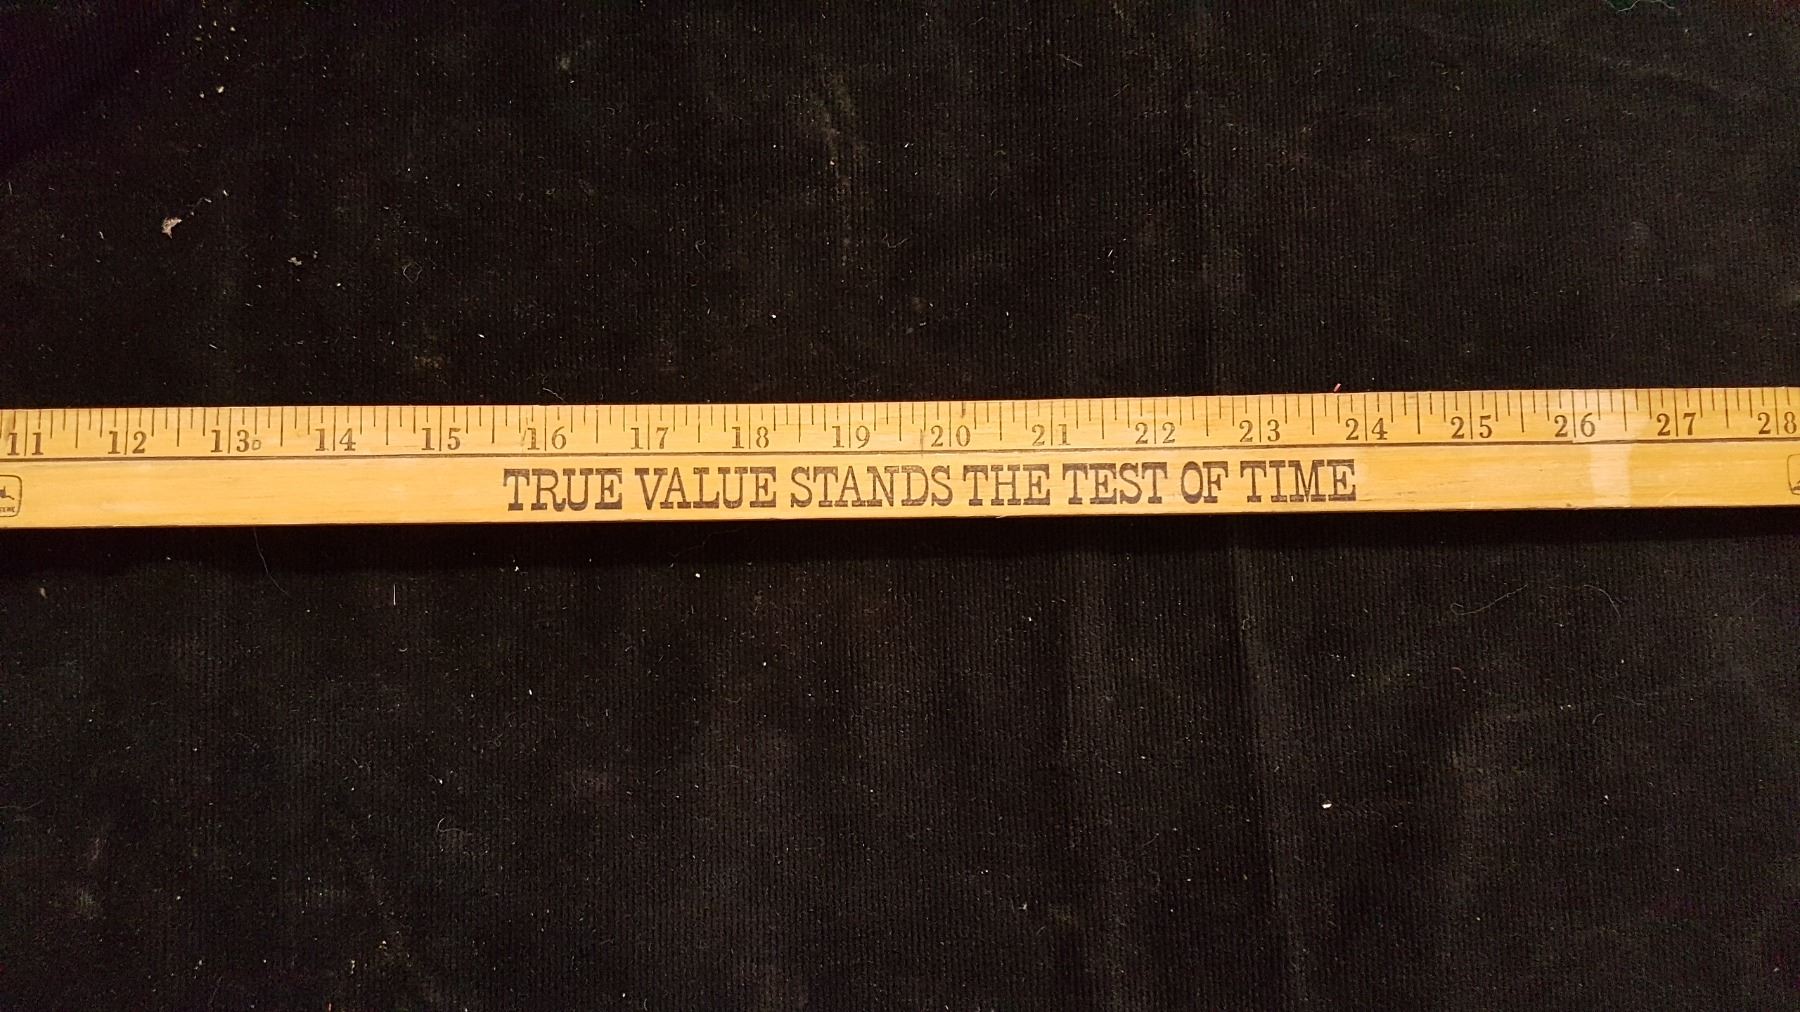 11 12 13 14 15 16 17 18 19 20 21 22 23 24 25 26 27 28
TRUE VALUE STANDS THE TEST OF TIME